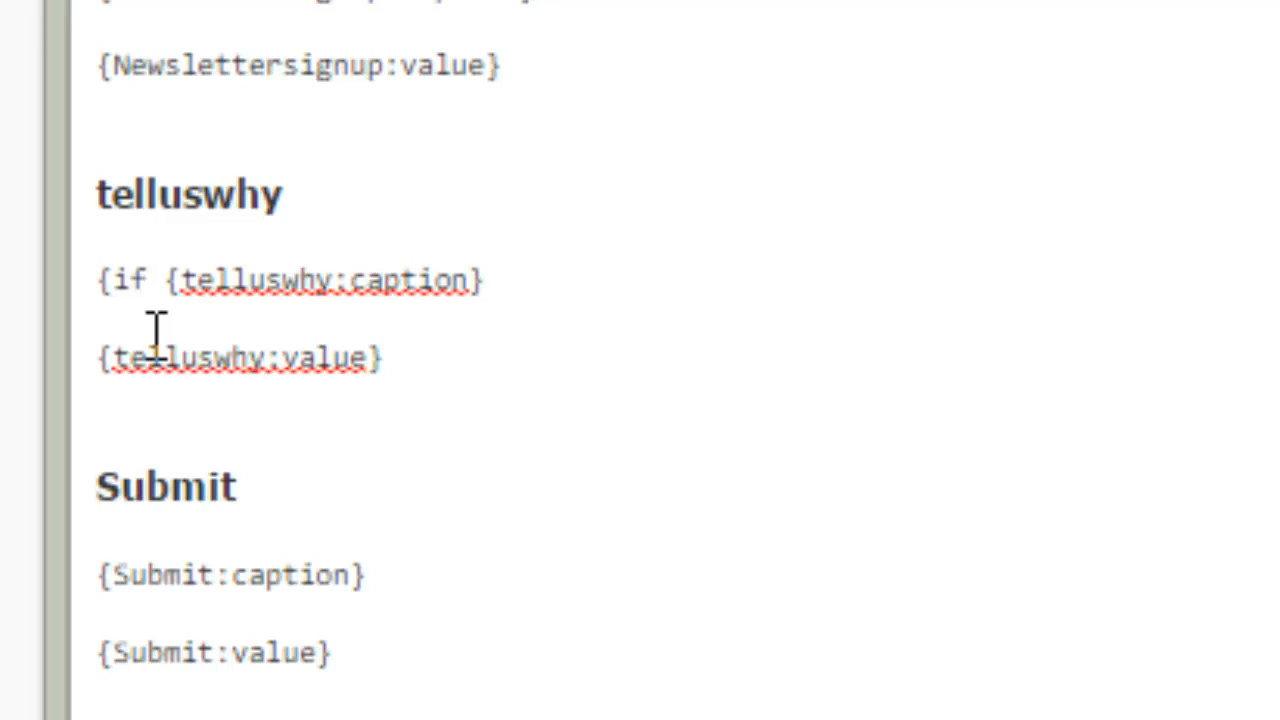 {Newslettersignup:value}
telluswhy
{if {telluswhy:caption}
{telluswhy:value}
Submit
{Submit:caption}
{Submit:value}